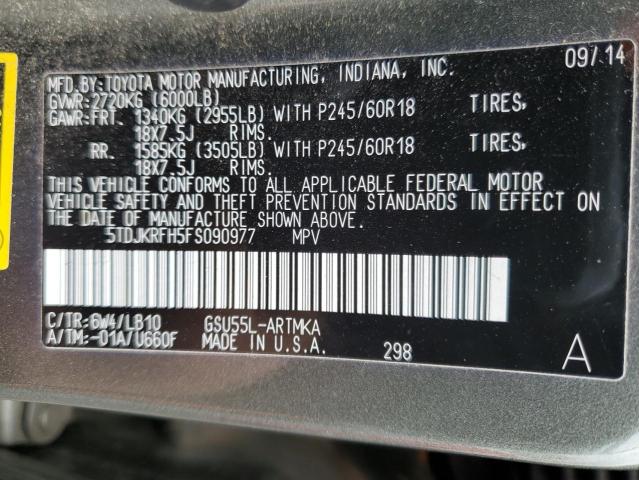 MFD.BY:TOYOTA MOTOR MANUFACTURING, INDIANA, INC. 09/14
GVWR:2720KG (6000LB)
GAWR:FRT. 1340KG (2955LB) WITH P245/60R18 TIRES,
18X7.5J RIMS.
RR. 1585KG (3505LB) WITH P245/60R18 TIRES,
18X7.5J RIMS.
THIS VEHICLE CONFORMS TO ALL APPLICABLE FEDERAL MOTOR
VEHICLE SAFETY AND THEFT PREVENTION STANDARDS IN EFFECT ON
THE DATE OF MANUFACTURE SHOWN ABOVE.
5TDJKRFH5FS090977 MPV
C/TR:6W4/LB10 GSU55L-ARTMKA
A/TM:-01A/U660F MADE IN U.S.A. 298 A